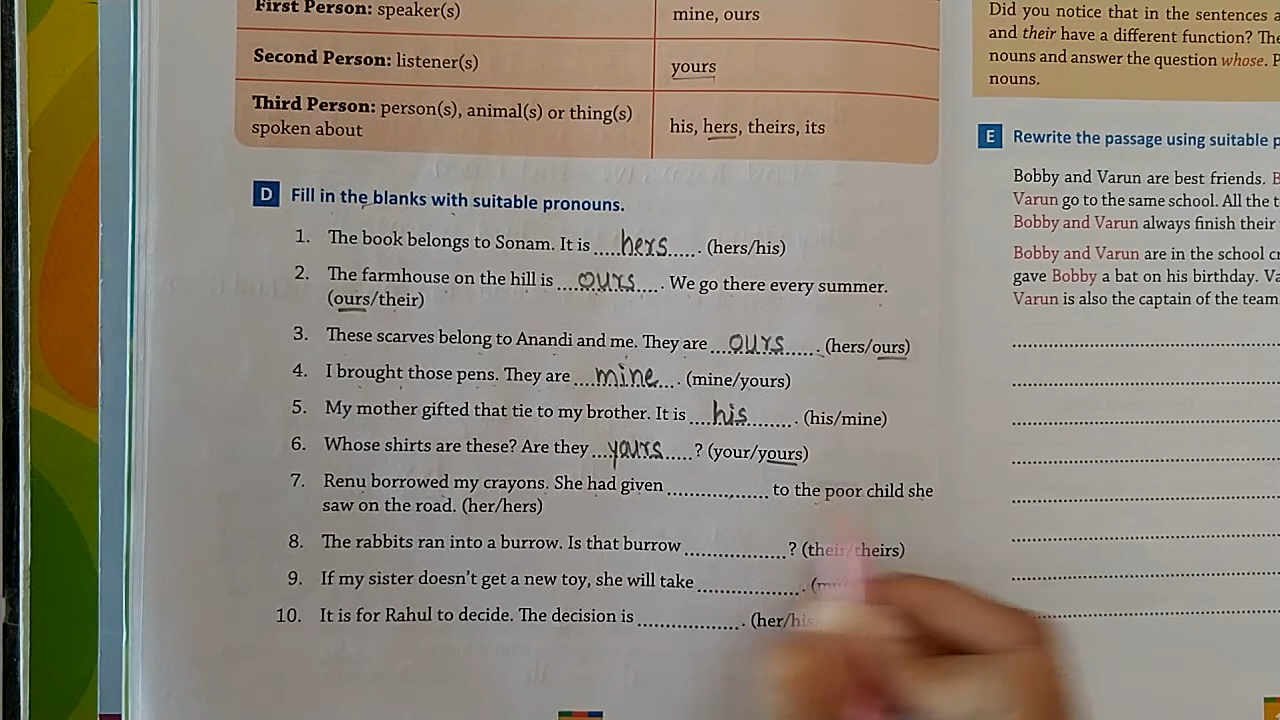 First Person: speaker(s) mine, ours
Second Person: listener(s) yours
Third Person: person(s), animal(s) or thing(s)
spoken about his, hers, theirs, its
D Fill in the blanks with suitable pronouns.
1. The book belongs to Sonam. It is ....hers..... . (hers/his)
2. The farmhouse on the hill is ....ours..... . We go there every summer.
(ours/their)
3. These scarves belong to Anandi and me. They are ...ours...... . (hers/ours)
4. I brought those pens. They are ....mine.... . (mine/yours)
5. My mother gifted that tie to my brother. It is ....his........ . (his/mine)
6. Whose shirts are these? Are they ...yours.....? (your/yours)
7. Renu borrowed my crayons. She had given .................. to the poor child she
saw on the road. (her/hers)
8. The rabbits ran into a burrow. Is that burrow ..................? (their/theirs)
9. If my sister doesn't get a new toy, she will take .................. .
10. It is for Rahul to decide. The decision is .................. . (her/his
Did you notice that in the sentences
and their have a different function?
nouns and answer the question whose.
nouns.
E Rewrite the passage using suitable
Bobby and Varun are best friends.
Varun go to the same school. All the
Bobby and Varun always finish their
Bobby and Varun are in the school
gave Bobby a bat on his birthday.
Varun is also the captain of the team